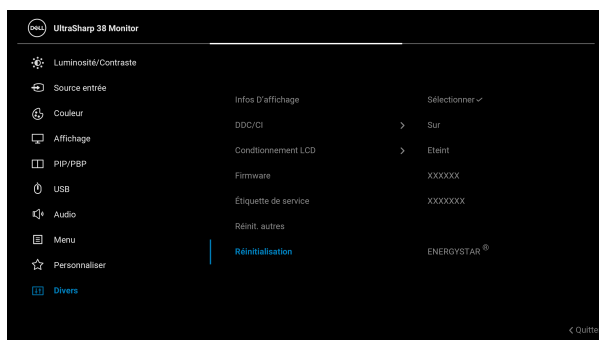 DELL UltraSharp 38 Monitor
Luminosité/Contraste
Source entrée
Couleur
Affichage
PIP/PBP
USB
Audio
Menu
Personnaliser
Divers
Infos D'affichage Sélectionner
DDC/CI Sur
Condtionnement LCD Eteint
Firmware XXXXXX
Étiquette de service XXXXXXX
Réinit. autres
Réinitialisation ENERGYSTAR ®
Quitte